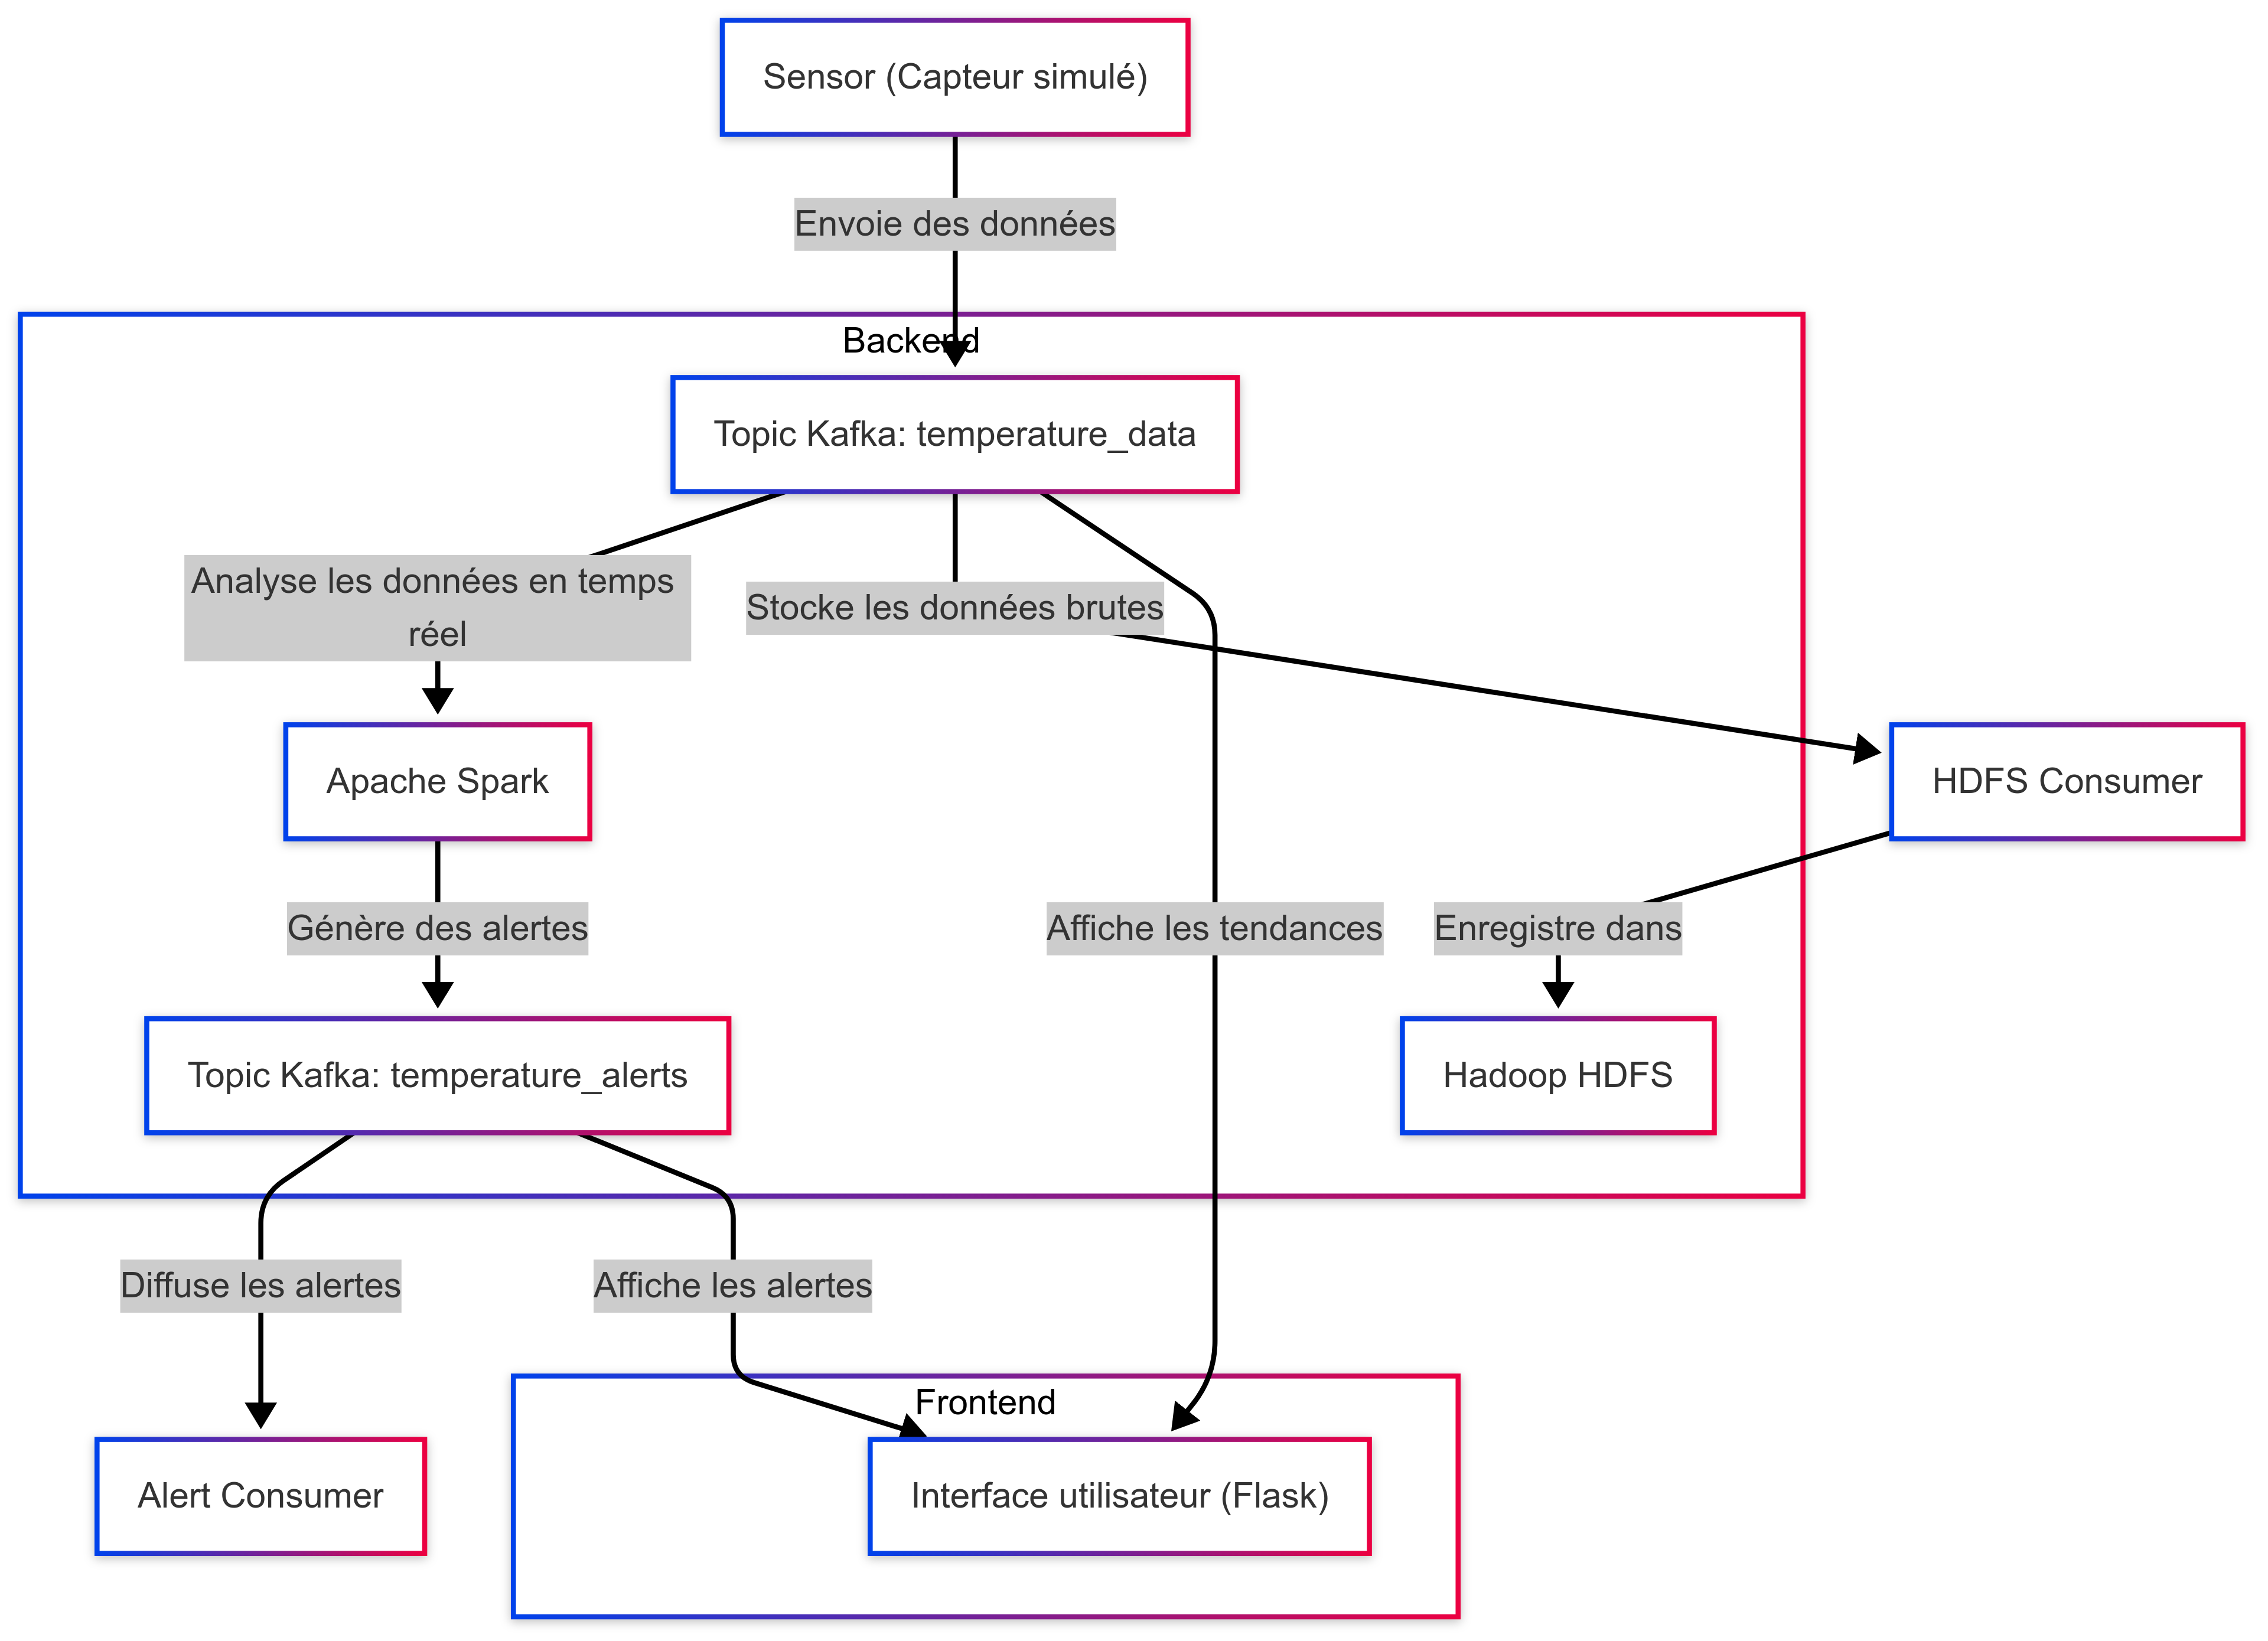 Sensor (Capteur simulé)
Envoie des données
Backend
Topic Kafka: temperature_data
Analyse les données en temps
réel
Stocke les données brutes
Apache Spark
HDFS Consumer
Génère des alertes
Affiche les tendances
Enregistre dans
Topic Kafka: temperature_alerts
Hadoop HDFS
Diffuse les alertes
Affiche les alertes
Frontend
Alert Consumer
Interface utilisateur (Flask)